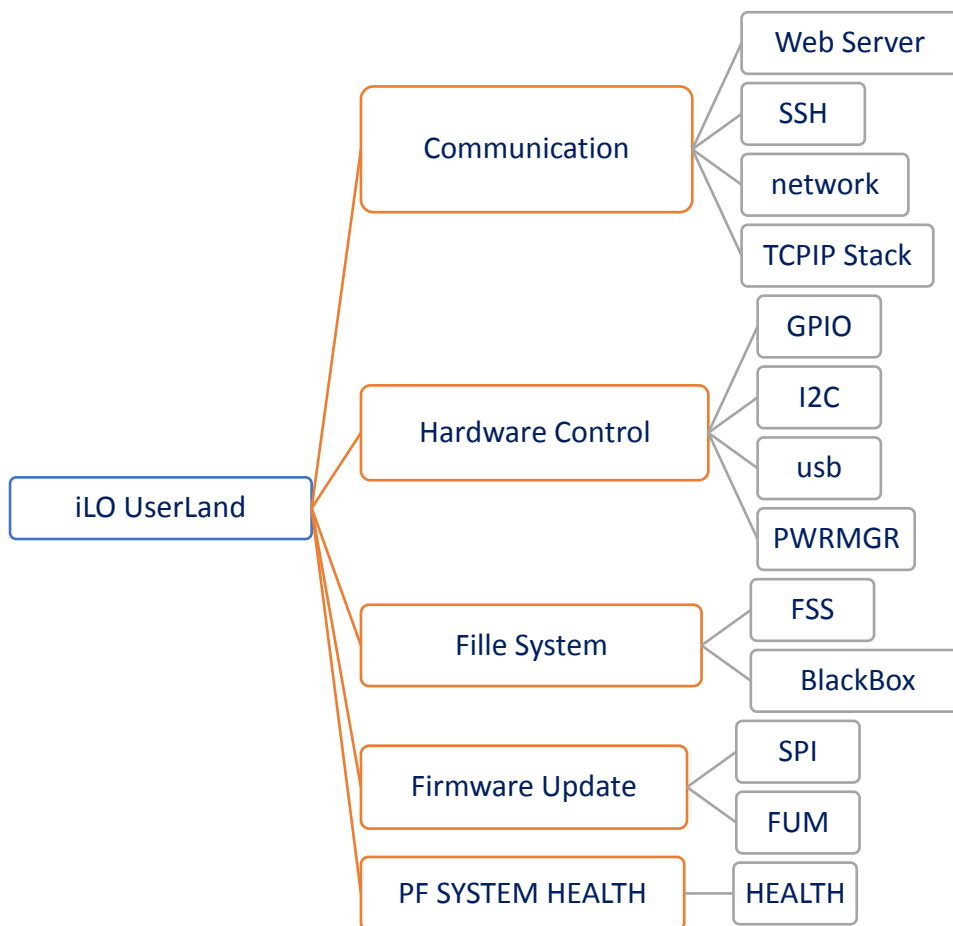 iLO UserLand
Communication
Web Server
SSH
network
TCPIP Stack
Hardware Control
GPIO
I2C
usb
PWRMGR
Fille System
FSS
BlackBox
Firmware Update
SPI
FUM
PF SYSTEM HEALTH
HEALTH